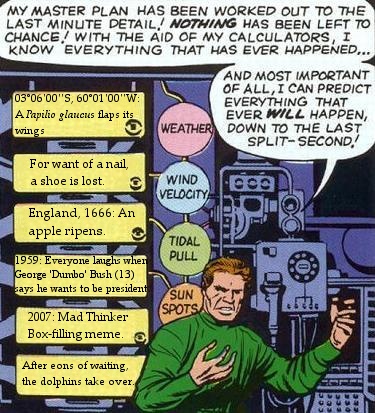 MY MASTER PLAN HAS BEEN WORKED OUT TO THE
LAST MINUTE DETAIL! NOTHING HAS BEEN LEFT TO
CHANCE! WITH THE AID OF MY CALCULATORS, I
KNOW EVERYTHING THAT HAS EVER HAPPENED...
AND MOST IMPORTANT
OF ALL, I CAN PREDICT
EVERYTHING THAT
EVER WILL HAPPEN,
DOWN TO THE LAST
SPLIT-SECOND!
03°06'00"S, 60°01'00"W:
A Papilio glaucus flaps its
wings
WEATHER
For want of a nail,
a shoe is lost.
WIND
VELOCITY
England, 1666: An
apple ripens.
TIDAL
PULL
1959: Everyone laughs when
George 'Dumbo' Bush (13)
says he wants to be president
SUN
SPOTS
2007: Mad Thinker
Box-filling meme.
After eons of waiting,
the dolphins take over.